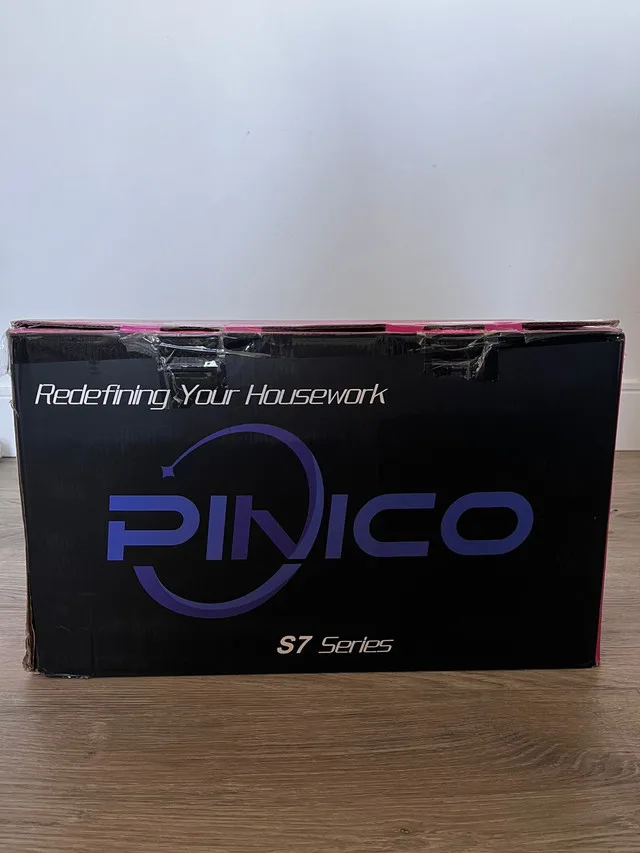 Redefining Your Housework
PINICO
S7 Series